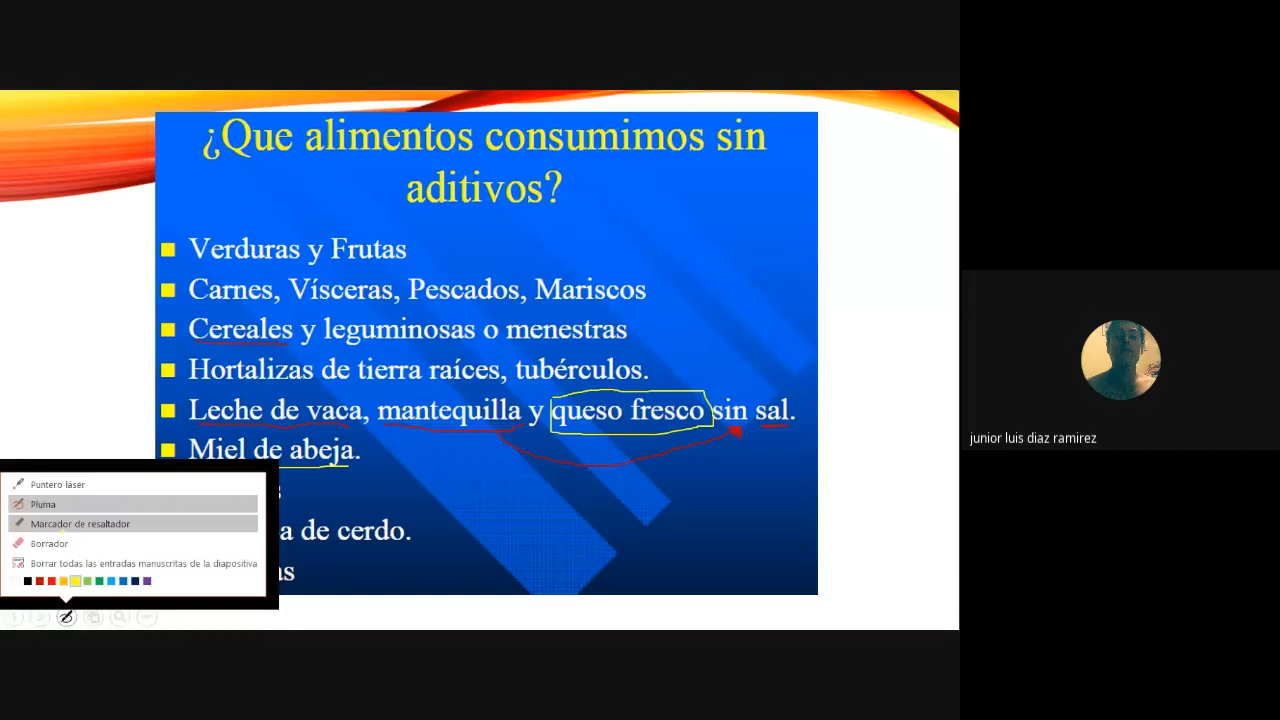 ¿Que alimentos consumimos sin
aditivos?
Verduras y Frutas
Carnes, Vísceras, Pescados, Mariscos
Cereales y leguminosas o menestras
Hortalizas de tierra raíces, tubérculos.
Leche de vaca, mantequilla y queso fresco sin sal.
Miel de abeja.
de cerdo.
Puntero láser
Pluma
Marcador de resaltador
Borrador
Borrar todas las entradas manuscritas de la diapositiva
junior luis diaz ramirez